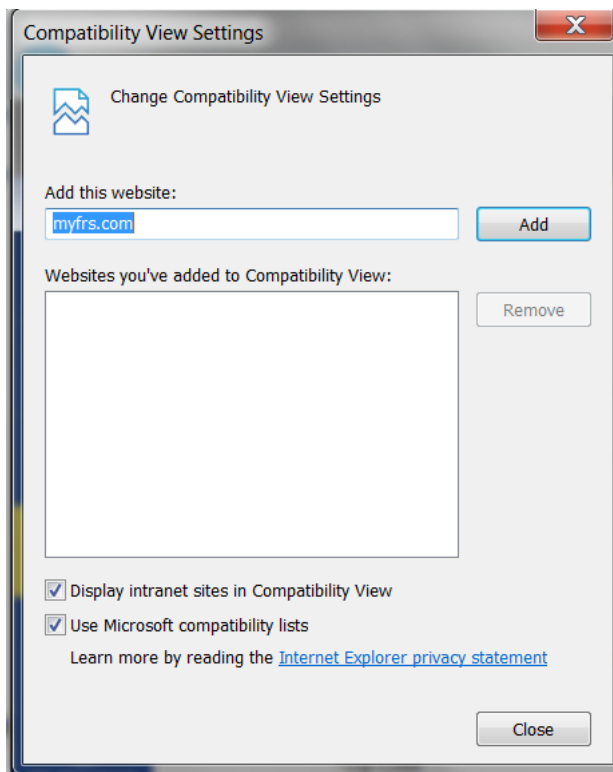 Compatibility View Settings
Change Compatibility View Settings
Add this website:
myfrs.com
Add
Websites you've added to Compatibility View:
Remove
Display intranet sites in Compatibility View
Use Microsoft compatibility lists
Learn more by reading the Internet Explorer privacy statement
Close